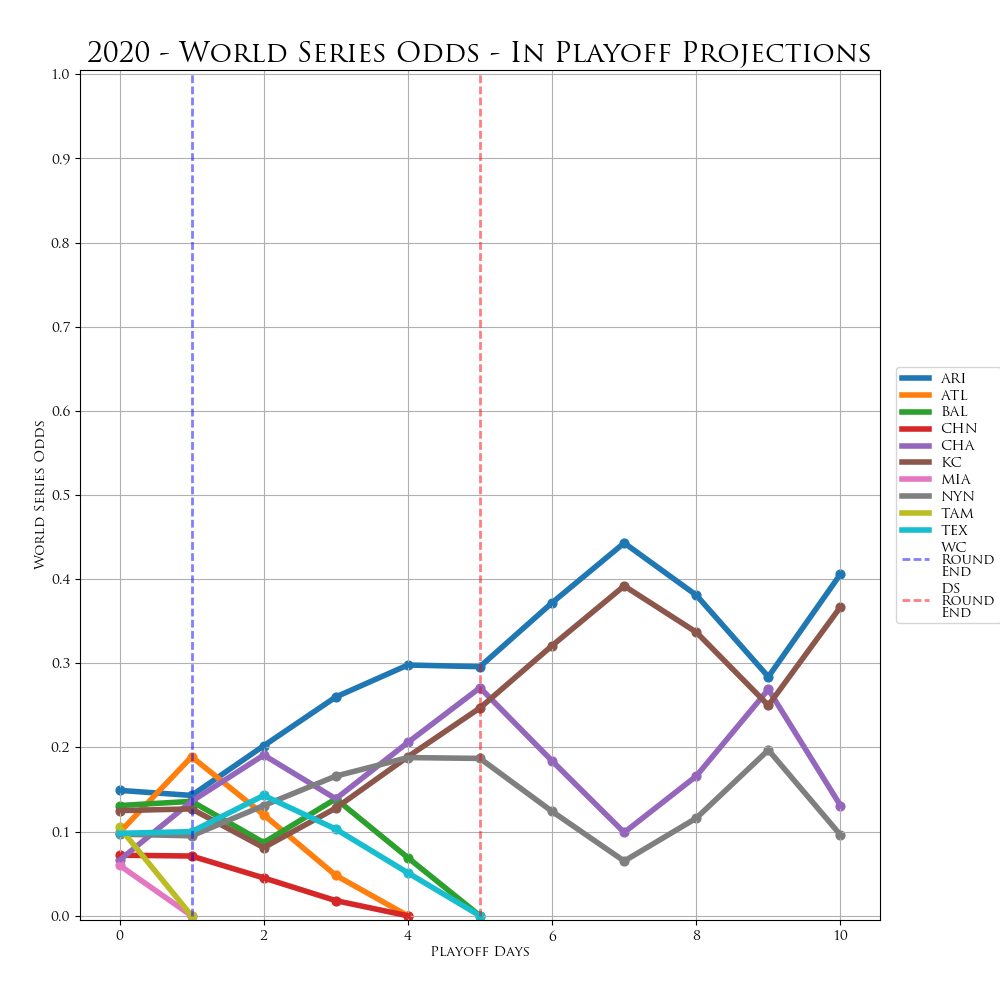 2020 - World Series Odds - In Playoff Projections
1.0
0.9
0.8
0.7
0.6
0.5
0.4
0.3
0.2
0.1
0.0
World Series Odds
0 2 4 6 8 10
Playoff Days
ARI
ATL
BAL
CHN
CHA
KC
MIA
NYN
TAM
TEX
WC
Round
End
DS
Round
End